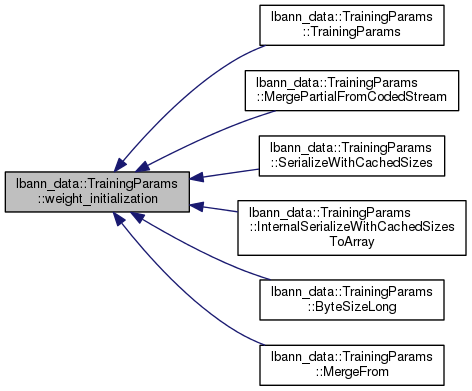 lbann_data::TrainingParams
::TrainingParams
lbann_data::TrainingParams
::MergePartialFromCodedStream
lbann_data::TrainingParams
::SerializeWithCachedSizes
lbann_data::TrainingParams
::weight_initialization
lbann_data::TrainingParams
::InternalSerializeWithCachedSizes
ToArray
lbann_data::TrainingParams
::ByteSizeLong
lbann_data::TrainingParams
::MergeFrom